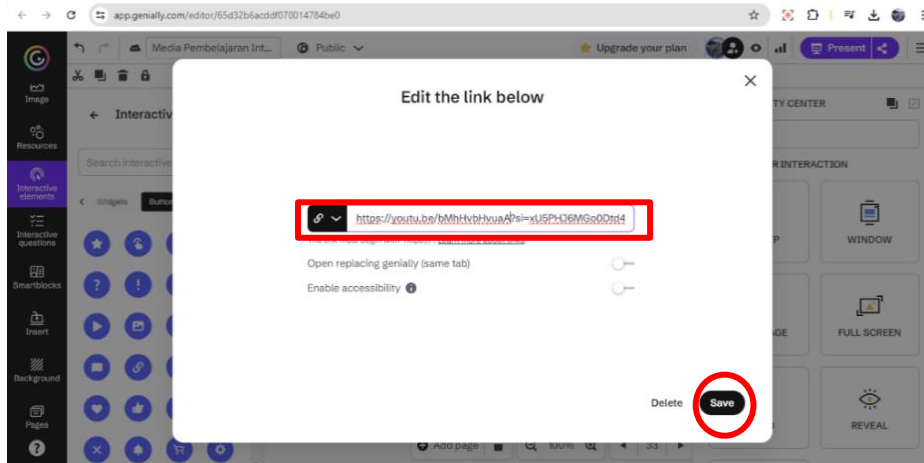 app.genially.com/editor/65d32b6acddf070014784be0
Media Pembelajaran Int...
Public
Upgrade your plan
Present
Image
Resources
Interactive
elements
Interactive
questions
Smartblocks
Insert
Background
Pages
Interactiv
Search interactive
Widgets
Button
Edit the link below
https://youtu.be/bMhHvbHvuaA?si=xU5PHJ6MGo0Dtd4
Open replacing genially (same tab)
Enable accessibility
Delete
Save
TY CENTER
R INTERACTION
P
WINDOW
GE
FULL SCREEN
REVEAL
Add page
100%
33